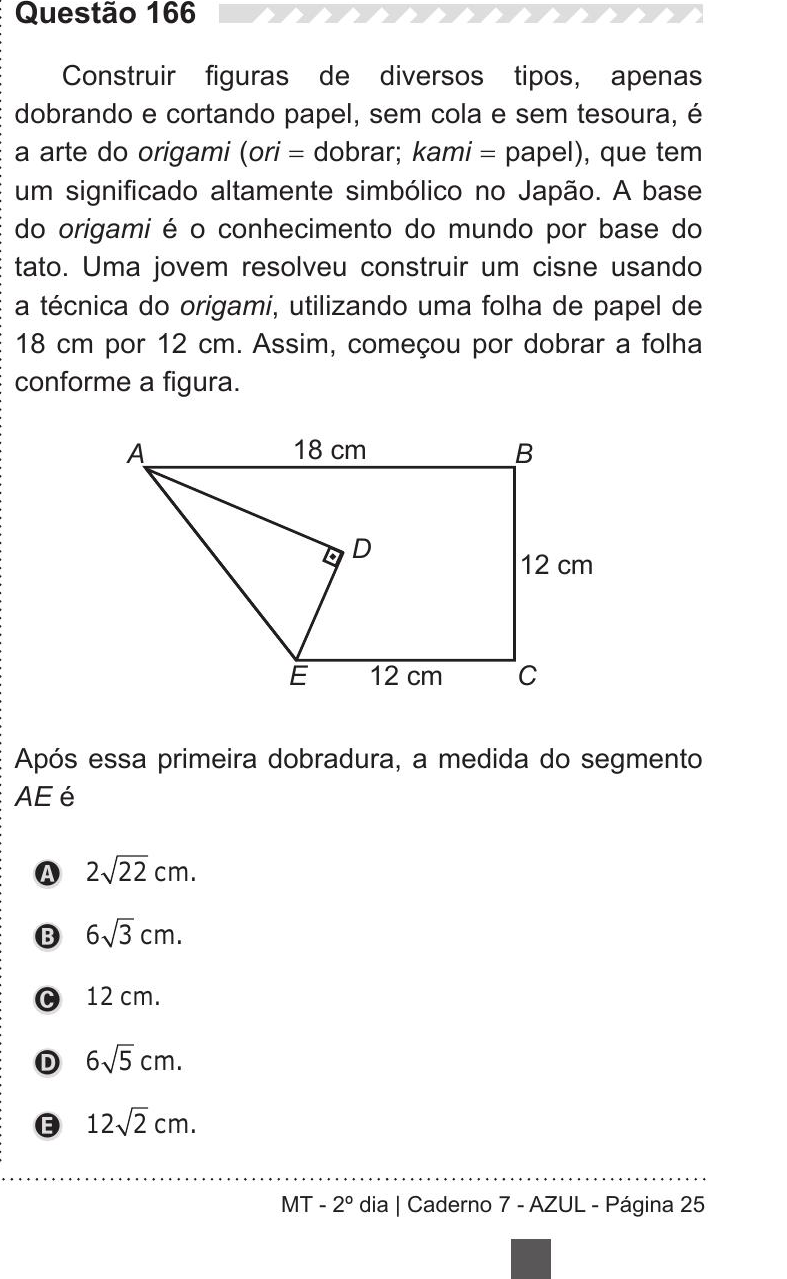 Questão 166
Construir figuras de diversos tipos, apenas
dobrando e cortando papel, sem cola e sem tesoura, é
a arte do origami (ori = dobrar; kami = papel), que tem
um significado altamente simbólico no Japão. A base
do origami é o conhecimento do mundo por base do
tato. Uma jovem resolveu construir um cisne usando
a técnica do origami, utilizando uma folha de papel de
18 cm por 12 cm. Assim, começou por dobrar a folha
conforme a figura.
A 18 cm B
D
12 cm
E 12 cm C
Após essa primeira dobradura, a medida do segmento
AE é
A 2√22 cm.
B 6√3 cm.
C 12 cm.
D 6√5 cm.
E 12√2 cm.
MT - 2º dia | Caderno 7 - AZUL - Página 25